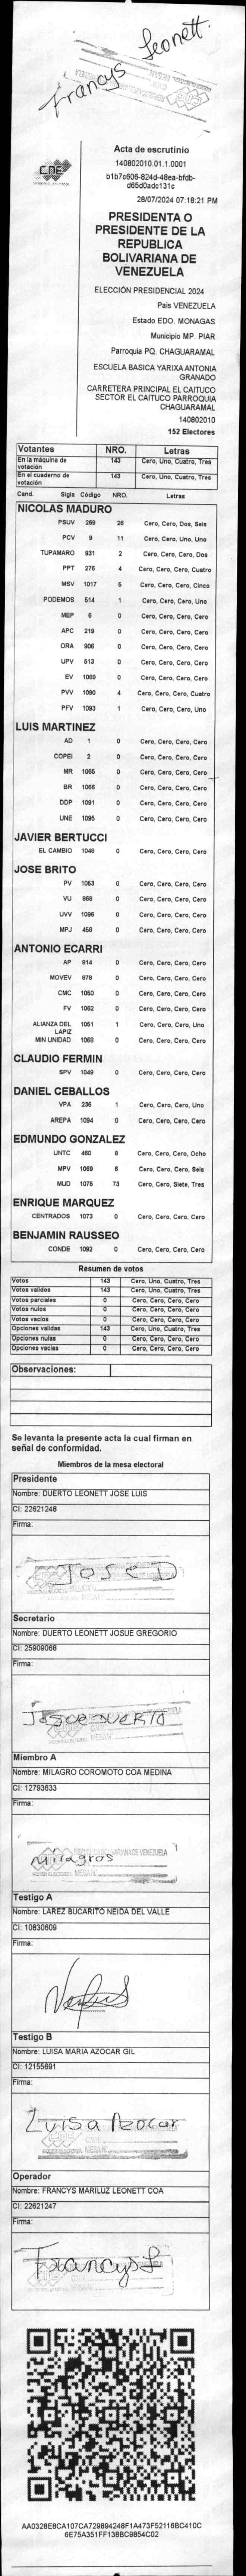 Francys Leonett
CNE
Acta de escrutinio
140802010.01.1.0001
b1b7c606-824d-48ea-bfdb-
d65d0adc131c
28/07/2024 07:18:21 PM
PRESIDENTA O
PRESIDENTE DE LA
REPUBLICA
BOLIVARIANA DE
VENEZUELA
ELECCIÓN PRESIDENCIAL 2024
País VENEZUELA
Estado EDO. MONAGAS
Municipio MP. PIAR
Parroquia PQ. CHAGUARAMAL
ESCUELA BASICA YARIXA ANTONIA
GRANADO
CARRETERA PRINCIPAL EL CAITUCO
SECTOR EL CAITUCO PARROQUIA
CHAGUARAMAL
140802010
152 Electores
Votantes NRO. Letras
En la máquina de votación 143 Cero, Uno, Cuatro, Tres
En el cuaderno de votación 143 Cero, Uno, Cuatro, Tres
Cand. Sigla Código NRO. Letras
NICOLAS MADURO
PSUV 269 26 Cero, Cero, Dos, Seis
PCV 9 11 Cero, Cero, Uno, Uno
TUPAMARO 931 2 Cero, Cero, Cero, Dos
PPT 276 4 Cero, Cero, Cero, Cuatro
MSV 1017 5 Cero, Cero, Cero, Cinco
PODEMOS 514 1 Cero, Cero, Cero, Uno
MEP 6 0 Cero, Cero, Cero, Cero
APC 219 0 Cero, Cero, Cero, Cero
ORA 906 0 Cero, Cero, Cero, Cero
UPV 513 0 Cero, Cero, Cero, Cero
EV 1089 0 Cero, Cero, Cero, Cero
PVV 1090 4 Cero, Cero, Cero, Cuatro
PFV 1093 1 Cero, Cero, Cero, Uno
LUIS MARTINEZ
AD 1 0 Cero, Cero, Cero, Cero
COPEI 2 0 Cero, Cero, Cero, Cero
MR 1055 0 Cero, Cero, Cero, Cero
BR 1066 0 Cero, Cero, Cero, Cero
DDP 1091 0 Cero, Cero, Cero, Cero
UNE 1095 0 Cero, Cero, Cero, Cero
JAVIER BERTUCCI
EL CAMBIO 1049 0 Cero, Cero, Cero, Cero
JOSE BRITO
PV 1053 0 Cero, Cero, Cero, Cero
VU 868 0 Cero, Cero, Cero, Cero
UVV 1096 0 Cero, Cero, Cero, Cero
MPJ 456 0 Cero, Cero, Cero, Cero
ANTONIO ECARRI
AP 814 0 Cero, Cero, Cero, Cero
MOVEV 878 0 Cero, Cero, Cero, Cero
CMC 1050 0 Cero, Cero, Cero, Cero
FV 1062 0 Cero, Cero, Cero, Cero
ALIANZA DEL LAPIZ 1051 1 Cero, Cero, Cero, Uno
MIN UNIDAD 1068 0 Cero, Cero, Cero, Cero
CLAUDIO FERMIN
SPV 1048 0 Cero, Cero, Cero, Cero
DANIEL CEBALLOS
VPA 236 1 Cero, Cero, Cero, Uno
AREPA 1094 0 Cero, Cero, Cero, Cero
EDMUNDO GONZALEZ
UNTC 460 8 Cero, Cero, Cero, Ocho
MPV 1069 6 Cero, Cero, Cero, Seis
MUD 1075 73 Cero, Cero, Siete, Tres
ENRIQUE MARQUEZ
CENTRADOS 1073 0 Cero, Cero, Cero, Cero
BENJAMIN RAUSSEO
CONDE 1092 0 Cero, Cero, Cero, Cero
Resumen de votos
Votos 143 Cero, Uno, Cuatro, Tres
Votos validos 143 Cero, Uno, Cuatro, Tres
Votos parciales 0 Cero, Cero, Cero, Cero
Votos nulos 0 Cero, Cero, Cero, Cero
Votos vacios 0 Cero, Cero, Cero, Cero
Opciones validas 143 Cero, Uno, Cuatro, Tres
Opciones nulas 0 Cero, Cero, Cero, Cero
Opciones vacias 0 Cero, Cero, Cero, Cero
Observaciones:
Se levanta la presente acta la cual firman en
señal de conformidad.
Miembros de la mesa electoral
Presidente
Nombre: DUERTO LEONETT JOSE LUIS
CI: 22621248
Firma:
JOSE D
Secretario
Nombre: DUERTO LEONETT JOSUE GREGORIO
CI: 25909068
Firma:
JOSUE DUERTO
Miembro A
Nombre: MILAGRO COROMOTO COA MEDINA
CI: 12793633
Firma:
Milagros
Testigo A
Nombre: LAREZ BUCARITO NEIDA DEL VALLE
CI: 10830609
Firma:
Testigo B
Nombre: LUISA MARIA AZOCAR GIL
CI: 12155691
Firma:
Luisa Azocar
Operador
Nombre: FRANCYS MARILUZ LEONETT COA
CI: 22621247
Firma:
Francys L
AA0328E8CA107CA729894248F1A473F52116BC410C
6E75A351FF138BC9854C02